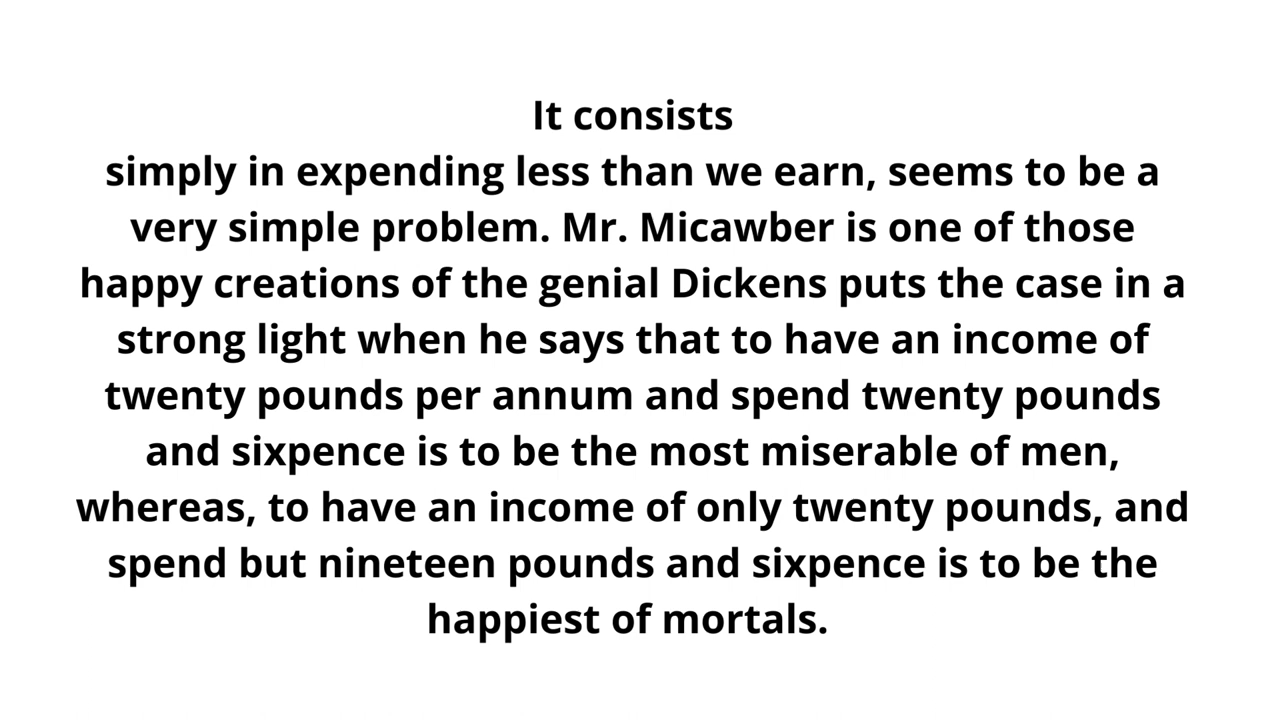 It consists
simply in expending less than we earn, seems to be a
very simple problem. Mr. Micawber is one of those
happy creations of the genial Dickens puts the case in a
strong light when he says that to have an income of
twenty pounds per annum and spend twenty pounds
and sixpence is to be the most miserable of men,
whereas, to have an income of only twenty pounds, and
spend but nineteen pounds and sixpence is to be the
happiest of mortals.